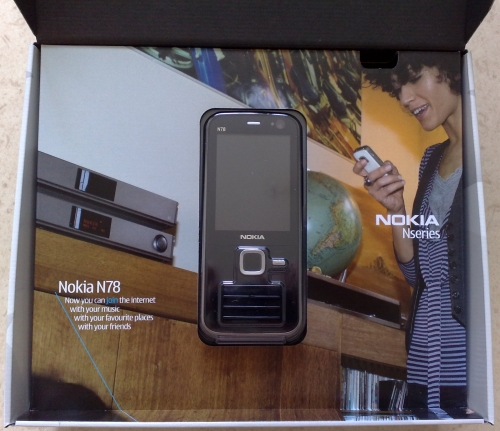 N78
NOKIA
NOKIA
Nseries
Nokia N78
Now you can join the internet
with your music
with your favourite places
with your friends